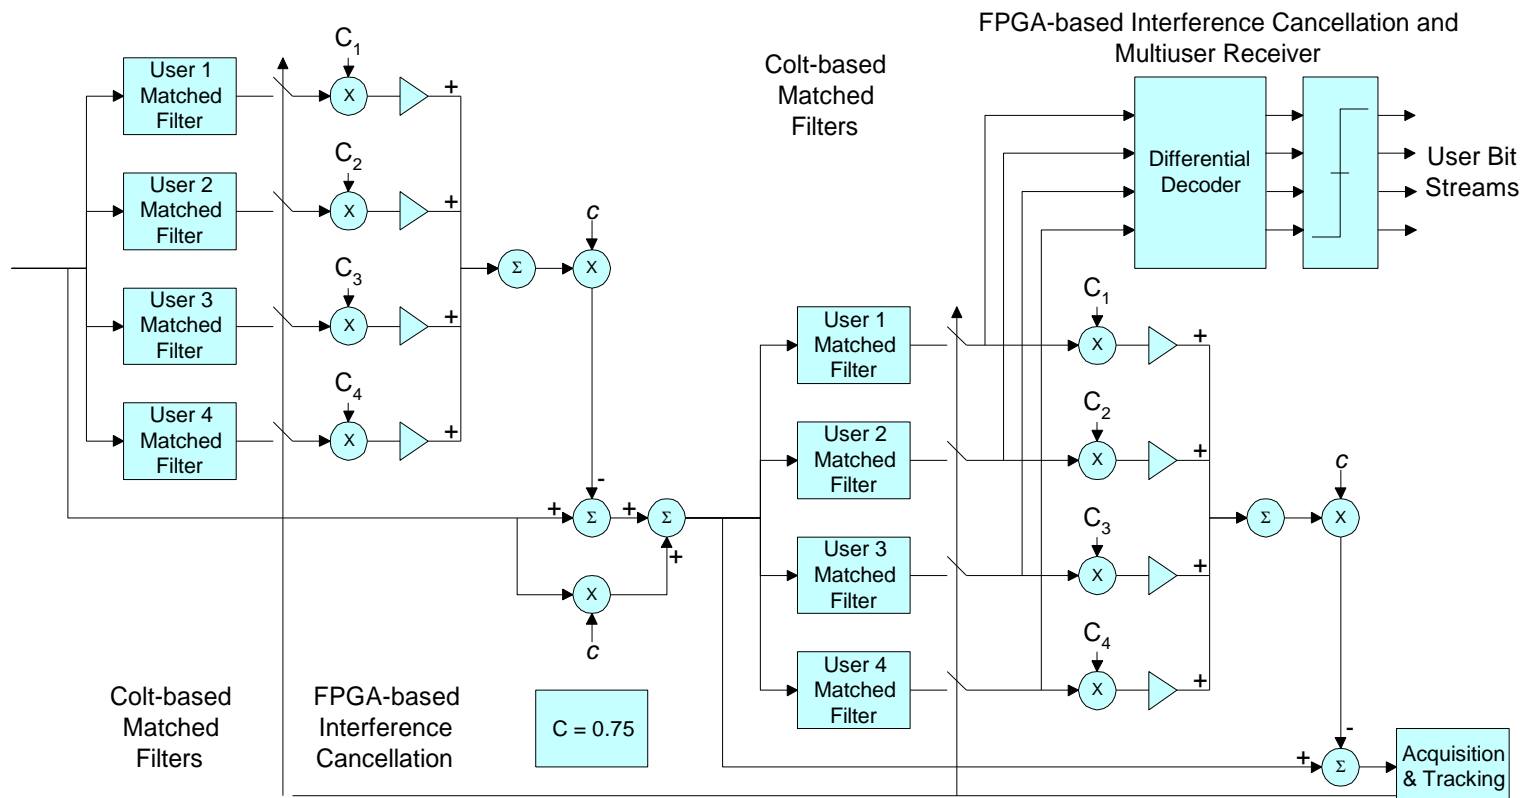 FPGA-based Interference Cancellation and
Multiuser Receiver
Colt-based
Matched
Filters
C1
User 1
Matched
Filter
X
+
C2
User 2
Matched
Filter
X
+
C3
User 3
Matched
Filter
X
+
C4
User 4
Matched
Filter
X
+
Σ
c
X
-
+
Σ
+
Σ
+
X
c
Differential
Decoder
User Bit
Streams
C1
User 1
Matched
Filter
X
+
C2
User 2
Matched
Filter
X
+
C3
User 3
Matched
Filter
X
+
C4
User 4
Matched
Filter
X
+
Σ
c
X
-
+
Σ
Acquisition
& Tracking
Colt-based
Matched
Filters
FPGA-based
Interference
Cancellation
C = 0.75